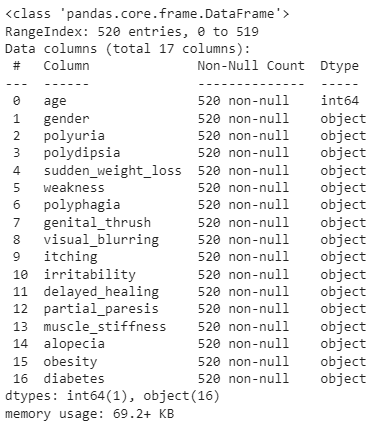 <class 'pandas.core.frame.DataFrame'>
RangeIndex: 520 entries, 0 to 519
Data columns (total 17 columns):
 #   Column              Non-Null Count  Dtype
---  ------              --------------  -----
 0   age                 520 non-null    int64
 1   gender              520 non-null    object
 2   polyuria            520 non-null    object
 3   polydipsia          520 non-null    object
 4   sudden_weight_loss  520 non-null    object
 5   weakness            520 non-null    object
 6   polyphagia          520 non-null    object
 7   genital_thrush      520 non-null    object
 8   visual_blurring     520 non-null    object
 9   itching             520 non-null    object
 10  irritability        520 non-null    object
 11  delayed_healing     520 non-null    object
 12  partial_paresis     520 non-null    object
 13  muscle_stiffness    520 non-null    object
 14  alopecia            520 non-null    object
 15  obesity             520 non-null    object
 16  diabetes            520 non-null    object
dtypes: int64(1), object(16)
memory usage: 69.2+ KB